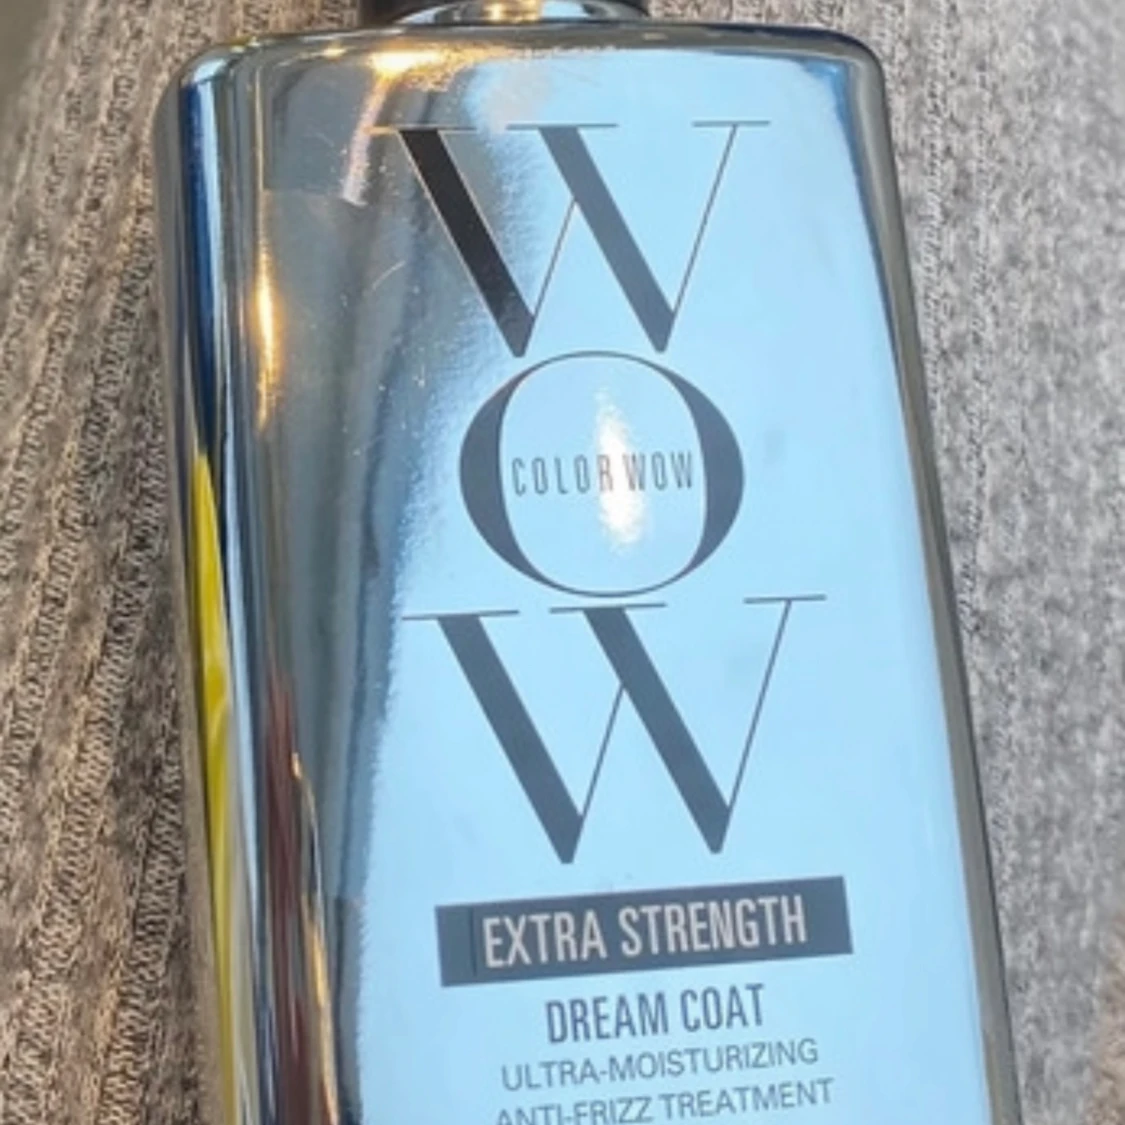 W
O
COLOR WOW
W
EXTRA STRENGTH
DREAM COAT
ULTRA-MOISTURIZING
ANTI-FRIZZ TREATMENT